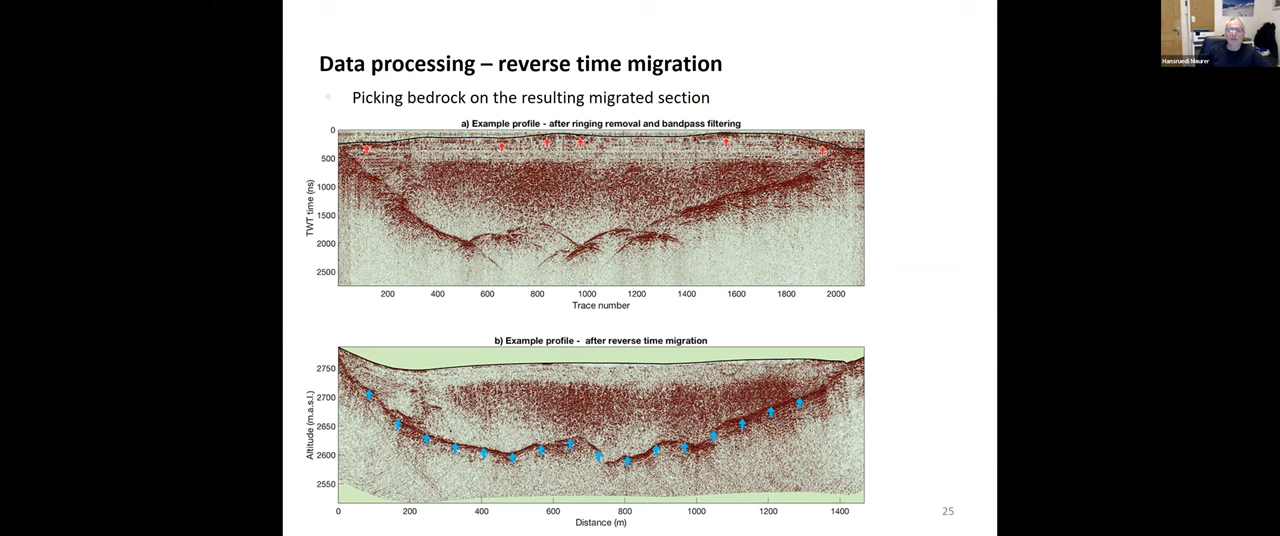 Data processing – reverse time migration
Hansruedi Maurer
Picking bedrock on the resulting migrated section
a) Example profile - after ringing removal and bandpass filtering
0
500
1000
1500
2000
2500
TWT time (ns)
200 400 600 800 1000 1200 1400 1600 1800 2000
Trace number
b) Example profile -  after reverse time migration
2750
2700
2650
2600
2550
Altitude (m.a.s.l.)
0 200 400 600 800 1000 1200 1400
Distance (m)
25